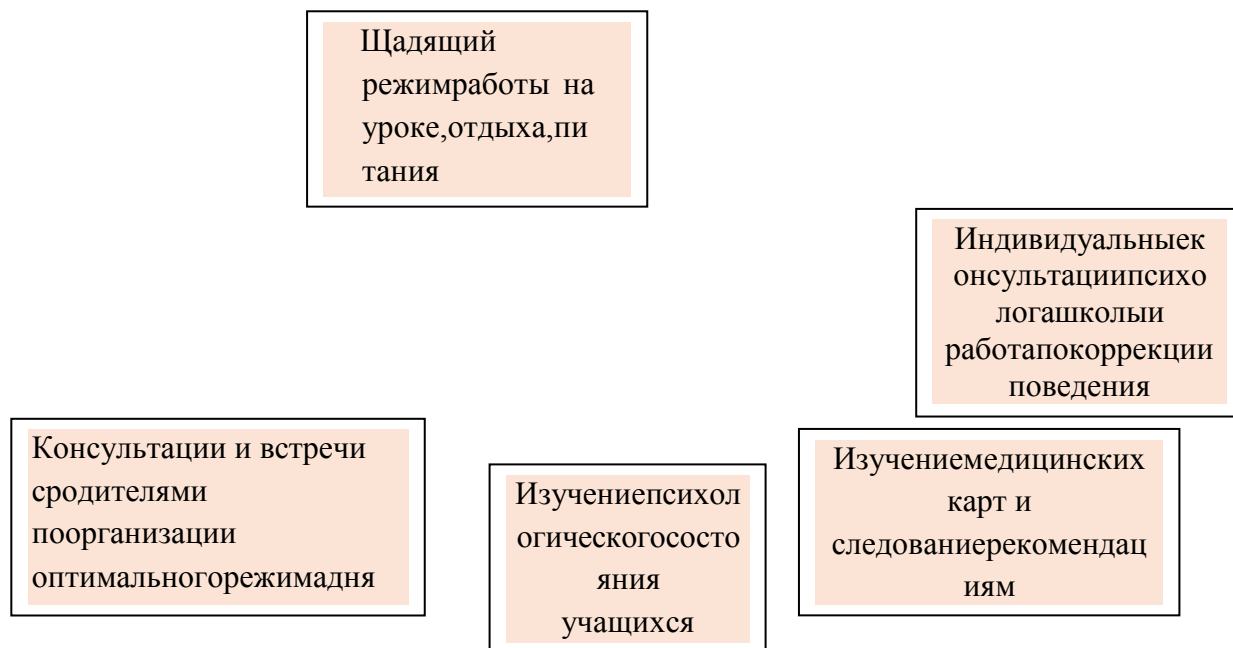 Щадящий
режимработы на
уроке,отдыха,пи
тания
Индивидуальныек
онсультациипсихо
логашколыи
работапокоррекции
поведения
Консультации и встречи
сродителями
поорганизации
оптимальногорежимадня
Изучениепсихол
огическогососто
яния
учащихся
Изучениемедицинских
карт и
следованиерекомендац
иям